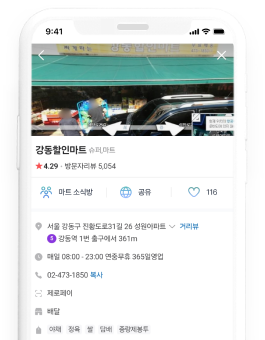 9:41
강동할인마트 슈퍼,마트
★4.29 · 방문자리뷰 5,054
마트 소식방 공유 116
서울 강동구 진황도로31길 26 성원아파트 거리뷰
5 강동역 1번 출구에서 361m
매일 08:00 - 23:00 연중무휴 365일영업
02-473-1850 복사
제로페이
배달
야채 정육 쌀 담배 종량제봉투